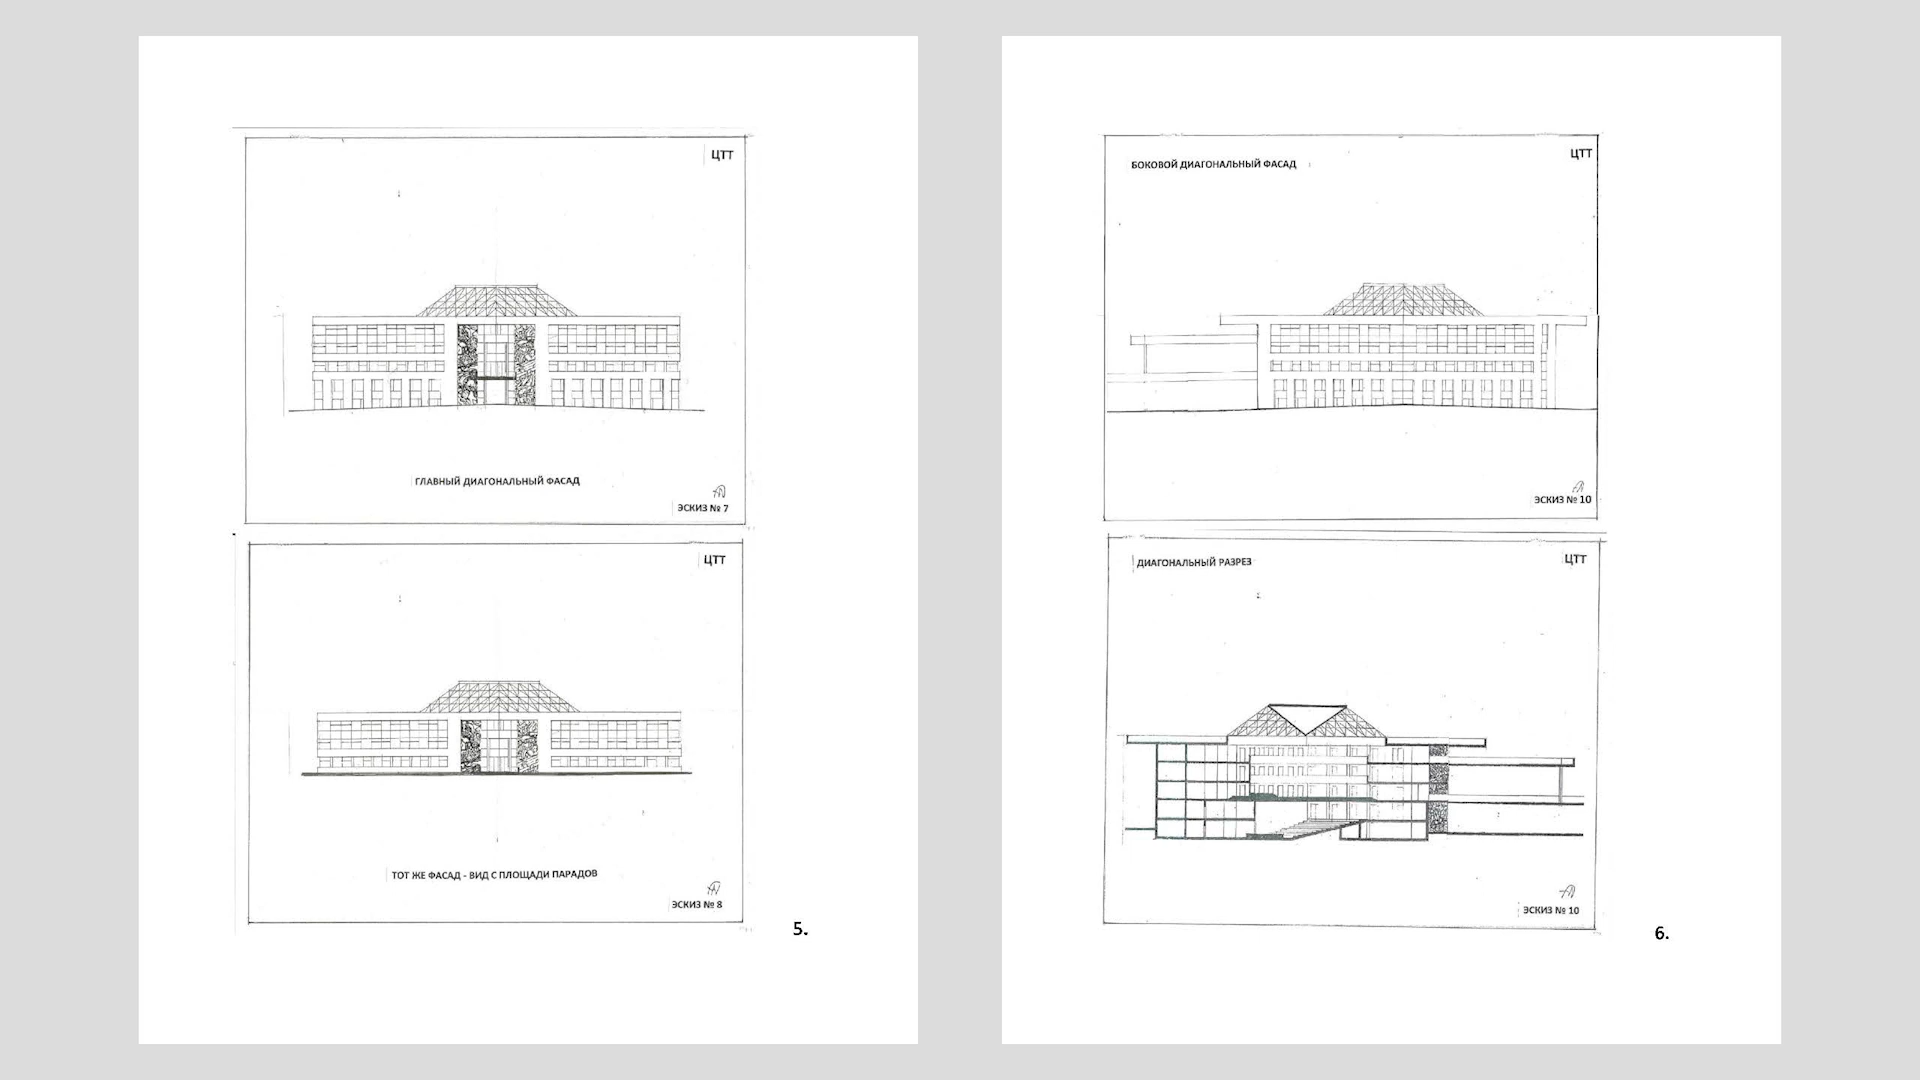 ЦТТ
ГЛАВНЫЙ ДИАГОНАЛЬНЫЙ ФАСАД
ЭСКИЗ № 7
ЦТТ
ТОТ ЖЕ ФАСАД - ВИД С ПЛОЩАДИ ПАРАДОВ
ЭСКИЗ № 8
5.
ЦТТ
БОКОВОЙ ДИАГОНАЛЬНЫЙ ФАСАД
ЭСКИЗ № 10
ЦТТ
ДИАГОНАЛЬНЫЙ РАЗРЕЗ
ЭСКИЗ № 10
6.